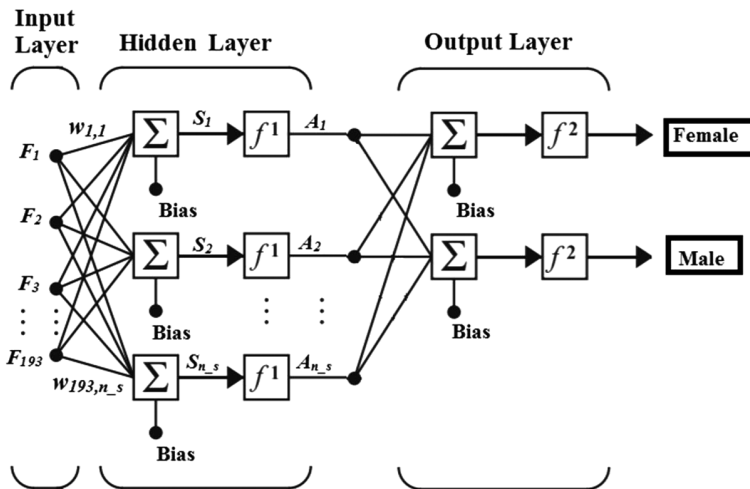 Input
Layer
Hidden Layer
Output Layer
w1,1
F1
F2
F3
F193
w193,n_s
Σ
S1
f1
A1
Bias
Σ
S2
f1
A2
Bias
Σ
Sn_s
f1
An_s
Bias
Σ
f2
Female
Bias
Σ
f2
Male
Bias